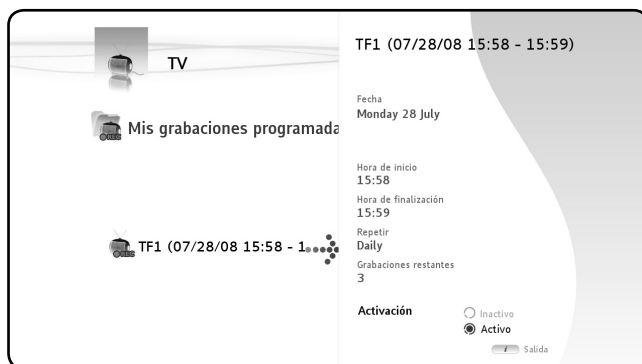 TV
Mis grabaciones programada
REC
TF1 (07/28/08 15:58 - 1
REC
TF1 (07/28/08 15:58 - 15:59)
Fecha
Monday 28 July
Hora de inicio
15:58
Hora de finalización
15:59
Repetir
Daily
Grabaciones restantes
3
Activación
Inactivo
Activo
i Salida